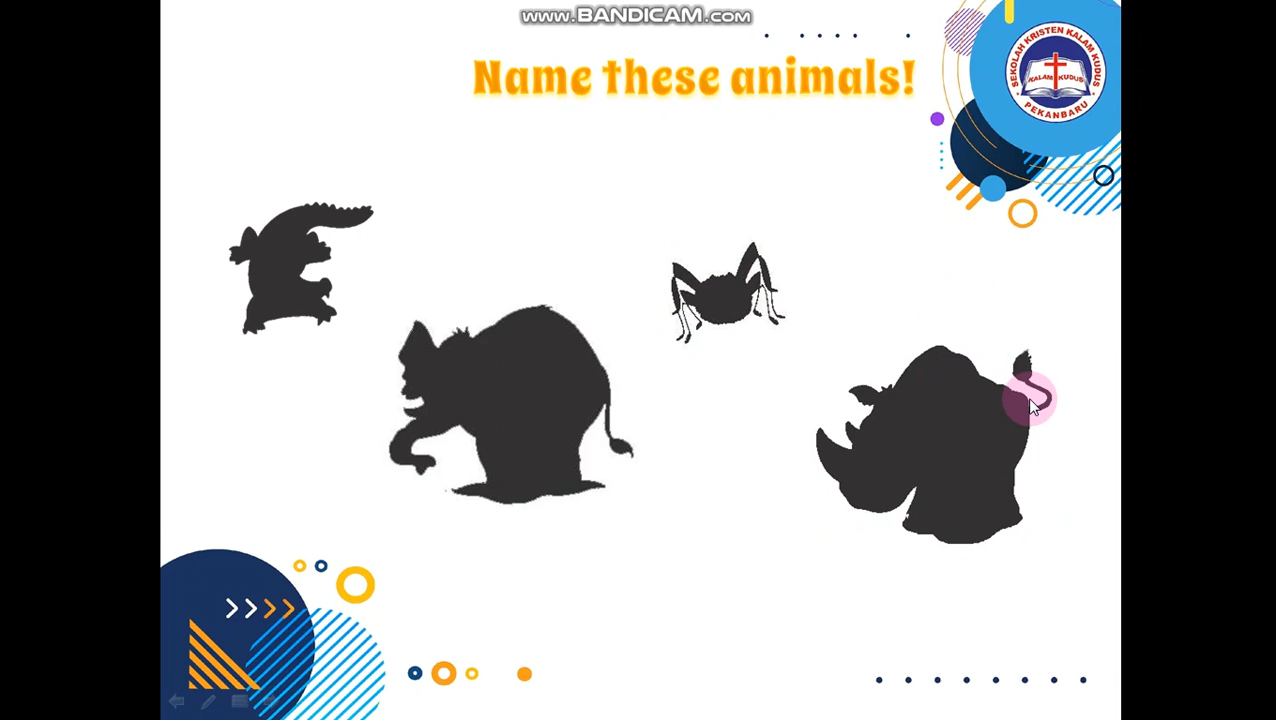 www.BANDICAM.com
Name these animals!
SEKOLAH KRISTEN KALAM KUDUS
KALAM KUDUS
PEKANBARU